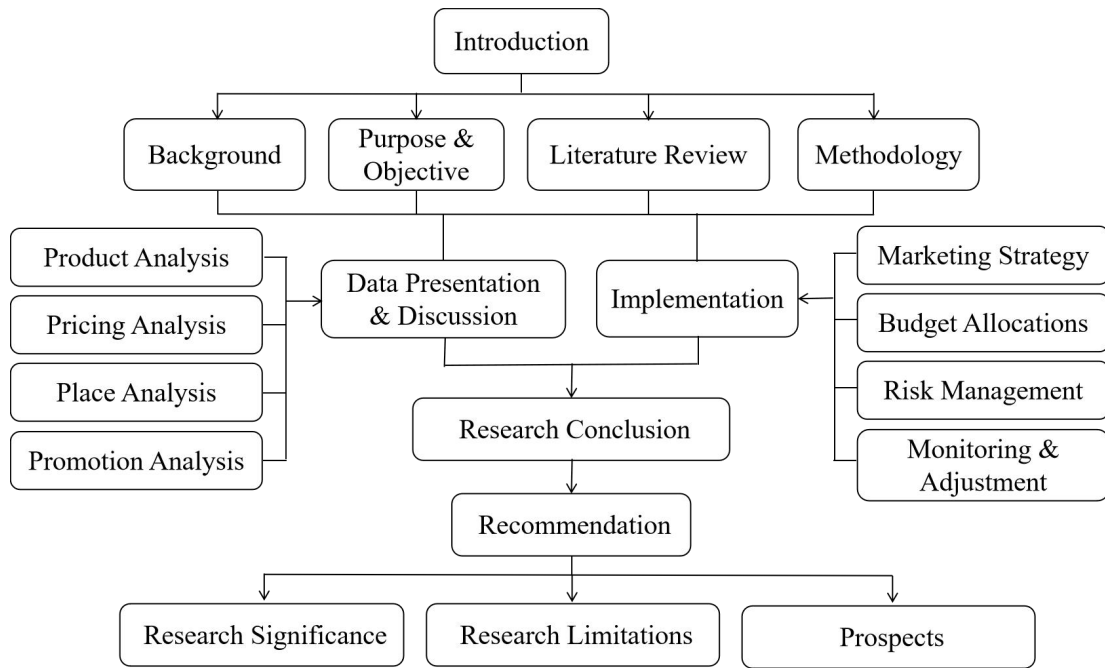 Introduction
Background
Purpose &
Objective
Literature Review
Methodology
Product Analysis
Pricing Analysis
Place Analysis
Promotion Analysis
Data Presentation
& Discussion
Implementation
Marketing Strategy
Budget Allocations
Risk Management
Monitoring &
Adjustment
Research Conclusion
Recommendation
Research Significance
Research Limitations
Prospects